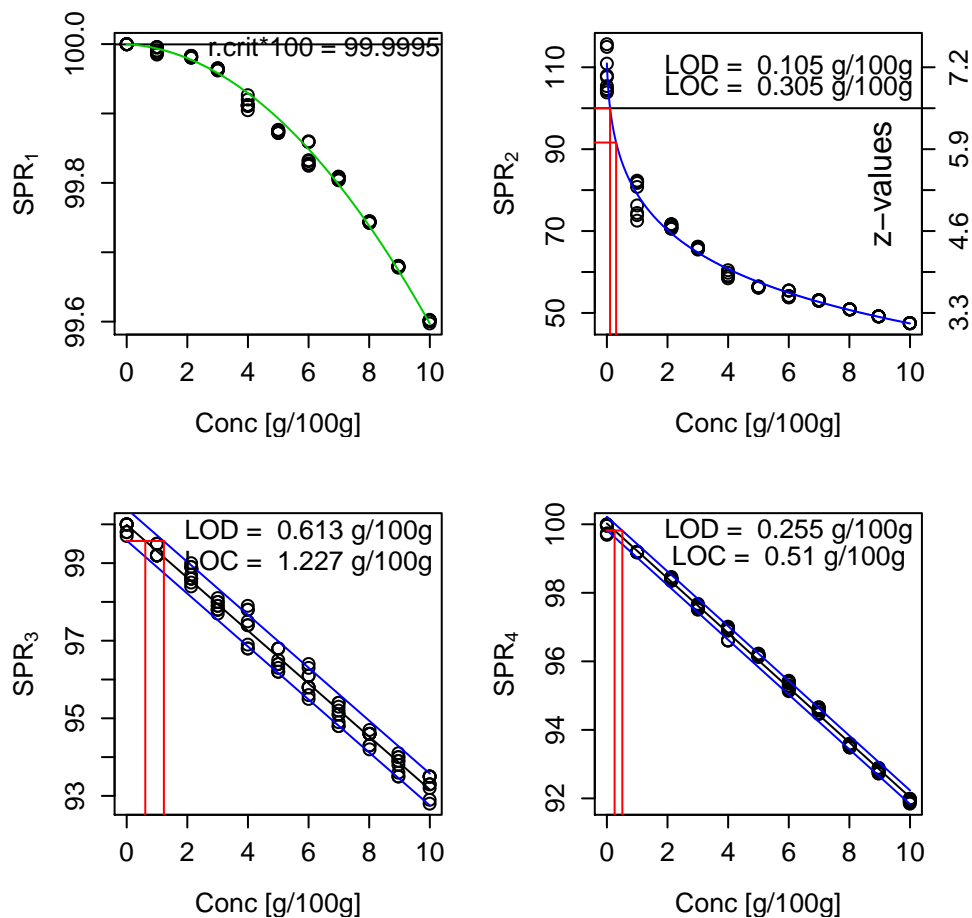 r.crit*100 = 99.9995
100.0
99.8
99.6
SPR1
0 2 4 6 8 10
Conc [g/100g]
LOD = 0.105 g/100g
LOC = 0.305 g/100g
110
90
70
50
SPR2
z−values
7.2
5.9
4.6
3.3
0 2 4 6 8 10
Conc [g/100g]
LOD = 0.613 g/100g
LOC = 1.227 g/100g
99
97
95
93
SPR3
0 2 4 6 8 10
Conc [g/100g]
LOD = 0.255 g/100g
LOC = 0.51 g/100g
100
98
96
94
92
SPR4
0 2 4 6 8 10
Conc [g/100g]